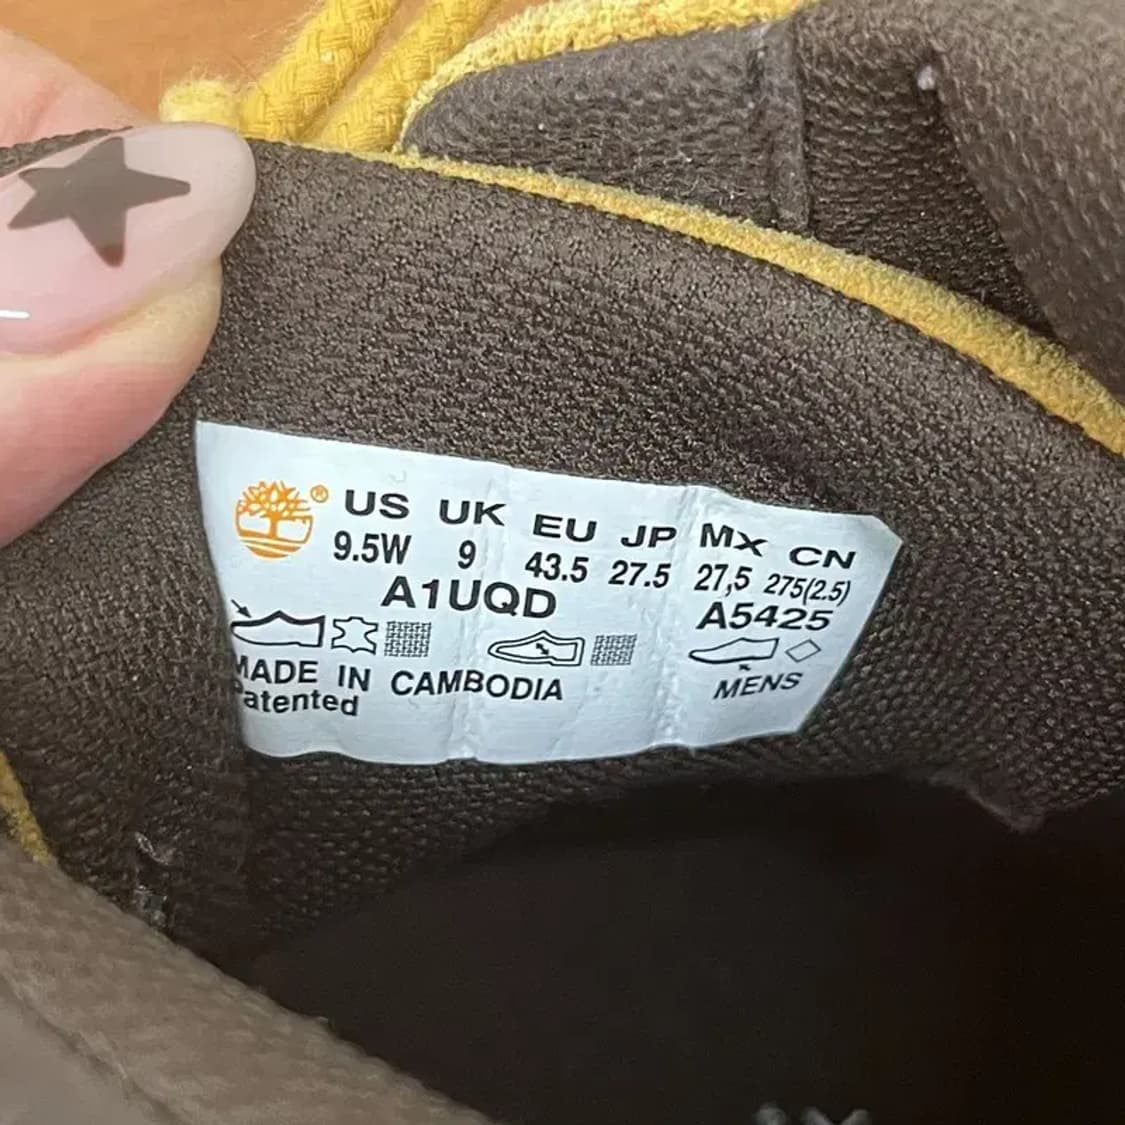 ® US UK EU JP MX CN
9.5W 9 43.5 27.5 27,5 275(2.5)
A1UQD A5425
MADE IN CAMBODIA MENS
Patented